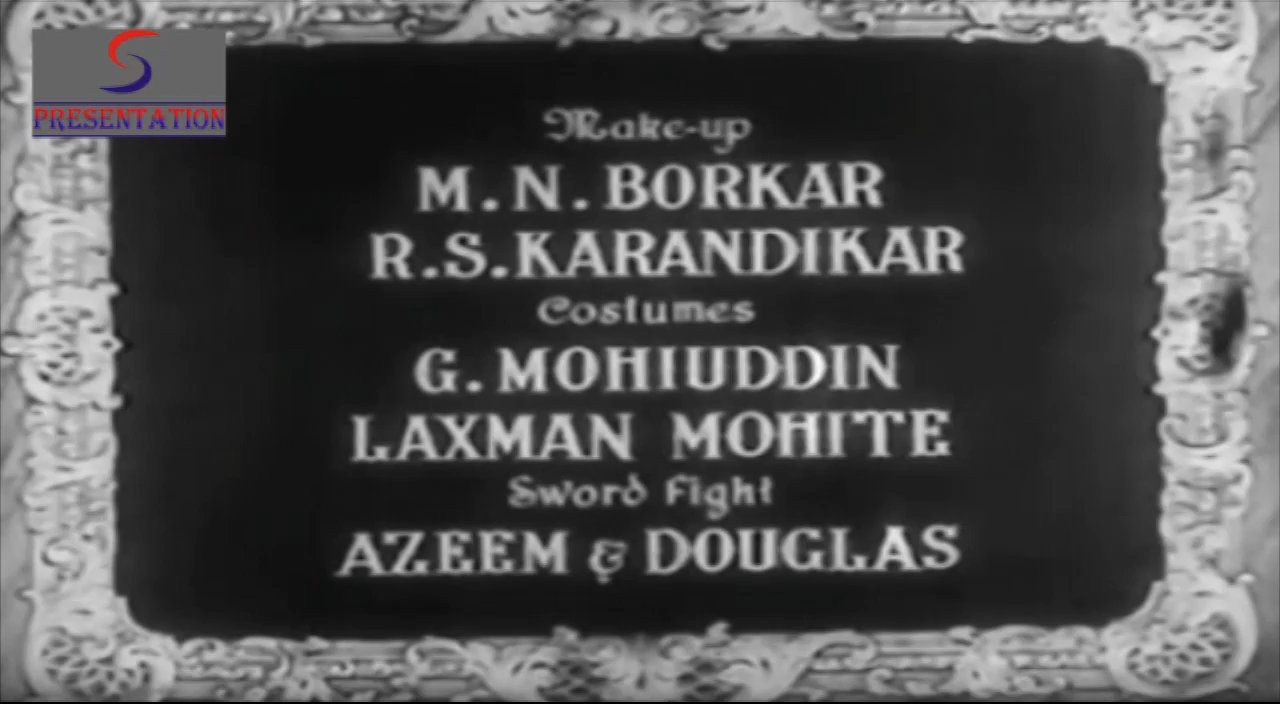 PRESENTATION
Make-up
M.N. BORKAR
R.S. KARANDIKAR
Costumes
G. MOHIUDDIN
LAXMAN MOHITE
Sword Fight
AZEEM & DOUGLAS